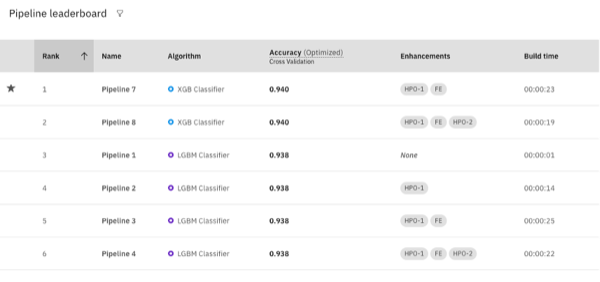 Pipeline leaderboard
Rank Name Algorithm Accuracy (Optimized) Enhancements Build time
Cross Validation
1 Pipeline 7 XGB Classifier 0.940 HPO-1 FE 00:00:23
2 Pipeline 8 XGB Classifier 0.940 HPO-1 FE HPO-2 00:00:19
3 Pipeline 1 LGBM Classifier 0.938 None 00:00:01
4 Pipeline 2 LGBM Classifier 0.938 HPO-1 00:00:14
5 Pipeline 3 LGBM Classifier 0.938 HPO-1 FE 00:00:25
6 Pipeline 4 LGBM Classifier 0.938 HPO-1 FE HPO-2 00:00:22